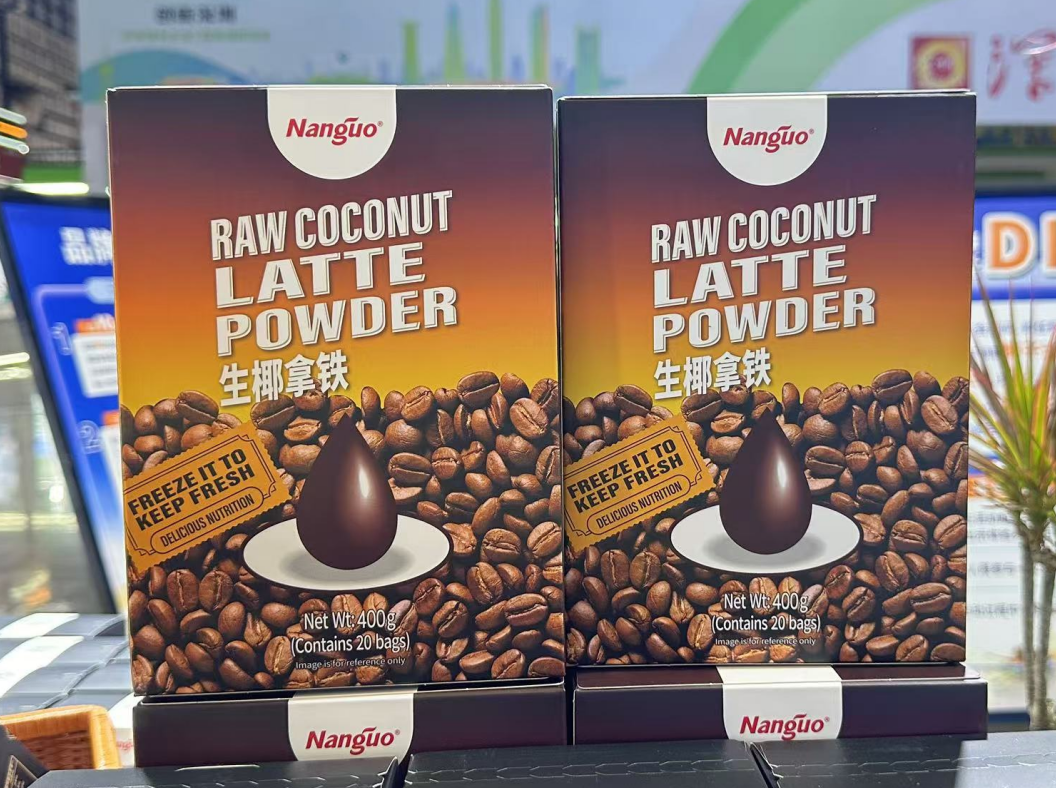 Nanguo®
RAW COCONUT
LATTE
POWDER
生椰拿铁
FREEZE IT TO
KEEP FRESH
DELICIOUS NUTRITION
Net Wt: 400g
(Contains 20 bags)
Image is for reference only
Nanguo®
Nanguo®
RAW COCONUT
LATTE
POWDER
生椰拿铁
FREEZE IT TO
KEEP FRESH
DELICIOUS NUTRITION
Net Wt: 400g
(Contains 20 bags)
Image is for reference only
Nanguo®